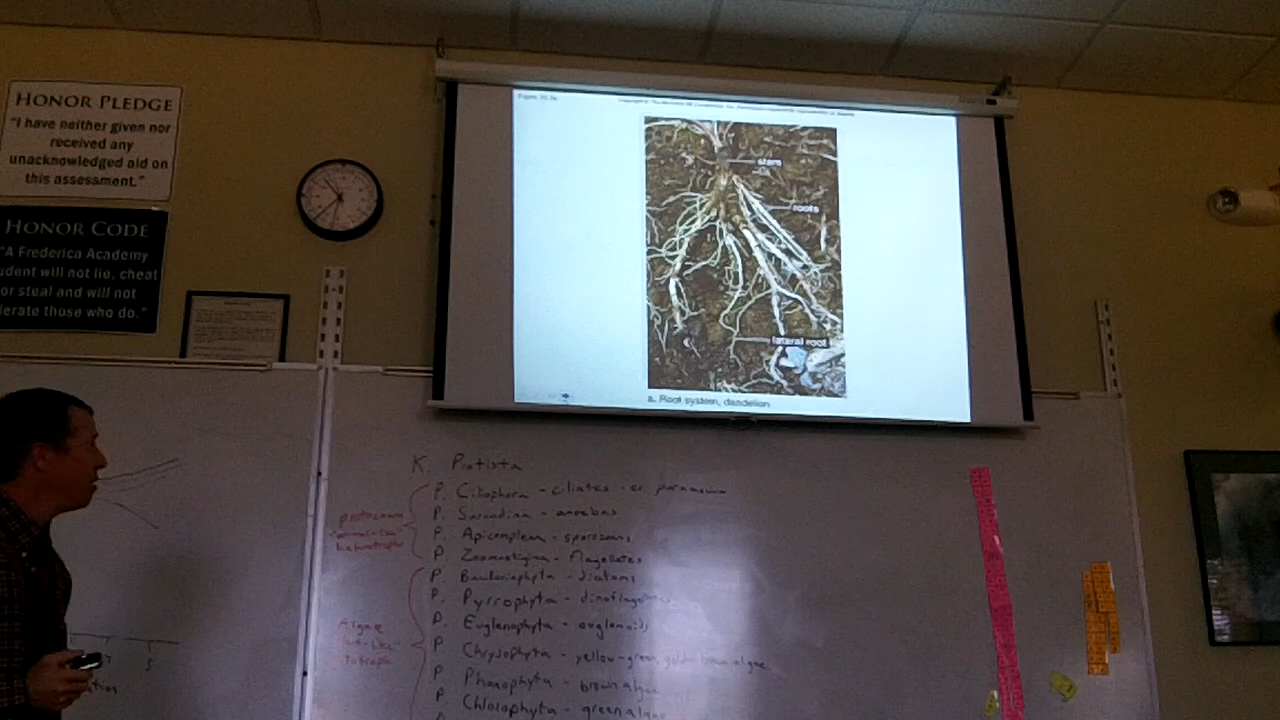 HONOR PLEDGE
"I have neither given nor
received any
unacknowledged aid on
this assessment."
HONOR CODE
"A Frederica Academy
udent will not lie, cheat
or steal and will not
lerate those who do."
stem
roots
lateral root
a. Root system, dandelion
K. Protista
P. Ciliophora - ciliates - ex. paramecium
P. Sarcodina - amoebas
P. Apicomplexa - sporozoans
P. Zoomastigina - flagellates
P. Bacillariophyta - diatoms
P. Pyrrophyta -
P. Euglenophyta - euglenoids
P. Chrysophyta - yellow-green, golden brown algae
P. Phaeophyta - brown algae
P. Chlorophyta - green algae
Algae
5